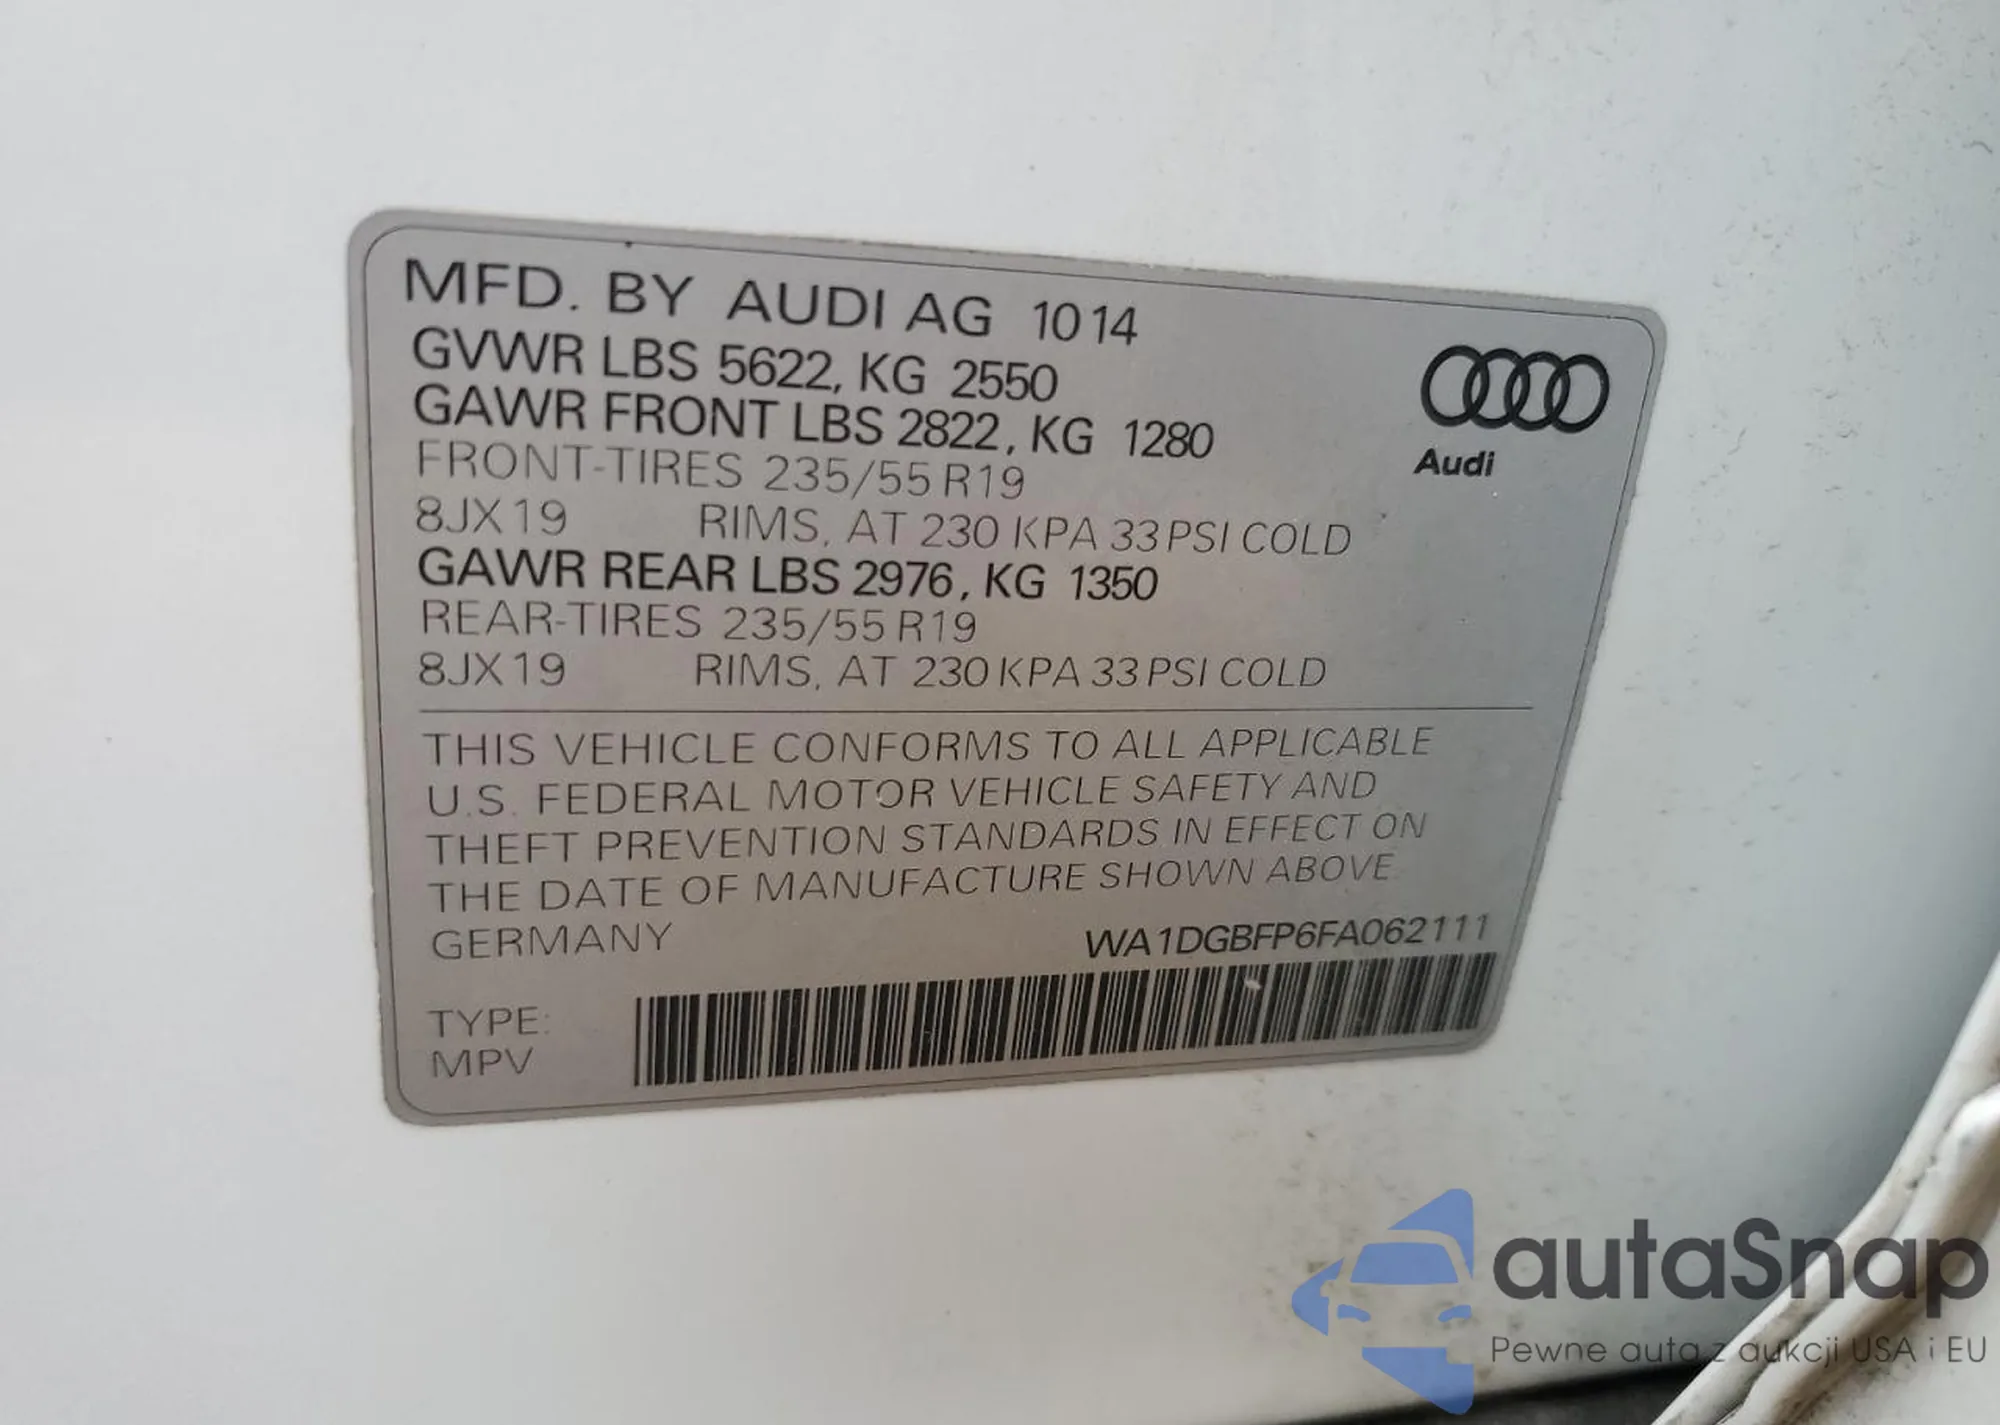 MFD. BY AUDI AG 1014
GVWR LBS 5622, KG 2550
GAWR FRONT LBS 2822, KG 1280
FRONT-TIRES 235/55 R19
8JX19 RIMS, AT 230 KPA 33 PSI COLD
GAWR REAR LBS 2976, KG 1350
REAR-TIRES 235/55 R19
8JX19 RIMS, AT 230 KPA 33 PSI COLD
Audi
THIS VEHICLE CONFORMS TO ALL APPLICABLE
U.S. FEDERAL MOTOR VEHICLE SAFETY AND
THEFT PREVENTION STANDARDS IN EFFECT ON
THE DATE OF MANUFACTURE SHOWN ABOVE.
GERMANY WA1DGBFP6FA062111
TYPE:
MPV
autaSnap
Pewne auta z aukcji USA i EU